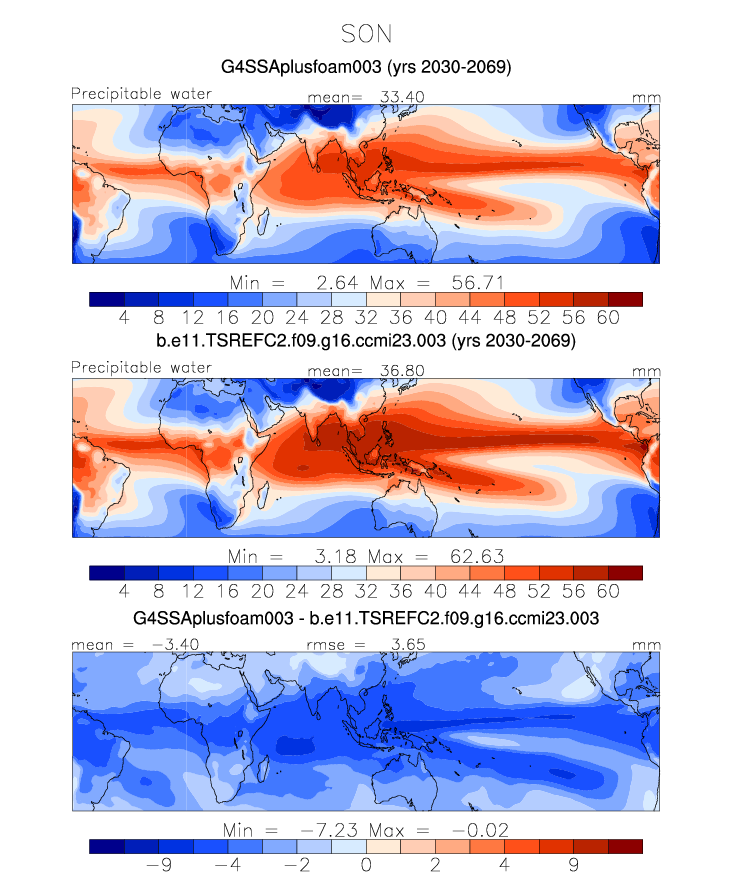 SON
G4SSAplusfoam003 (yrs 2030-2069)
Precipitable water mean= 33.40 mm
Min = 2.64 Max = 56.71
4 8 12 16 20 24 28 32 36 40 44 48 52 56 60
b.e11.TSREFC2.f09.g16.ccmi23.003 (yrs 2030-2069)
Precipitable water mean= 36.80 mm
Min = 3.18 Max = 62.63
4 8 12 16 20 24 28 32 36 40 44 48 52 56 60
G4SSAplusfoam003 - b.e11.TSREFC2.f09.g16.ccmi23.003
mean = −3.40 rmse = 3.65 mm
Min = −7.23 Max = −0.02
−9 −4 −2 0 2 4 9